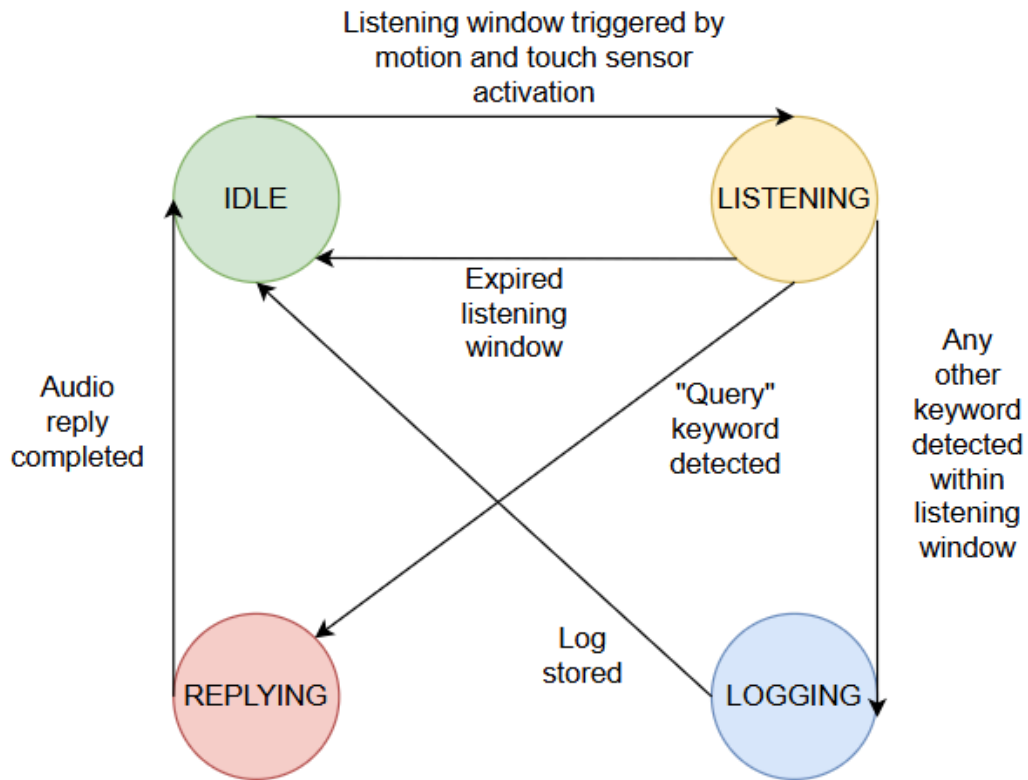 Listening window triggered by
motion and touch sensor
activation
IDLE
LISTENING
Expired
listening
window
Any
other
keyword
detected
within
listening
window
"Query"
keyword
detected
Audio
reply
completed
Log
stored
REPLYING
LOGGING